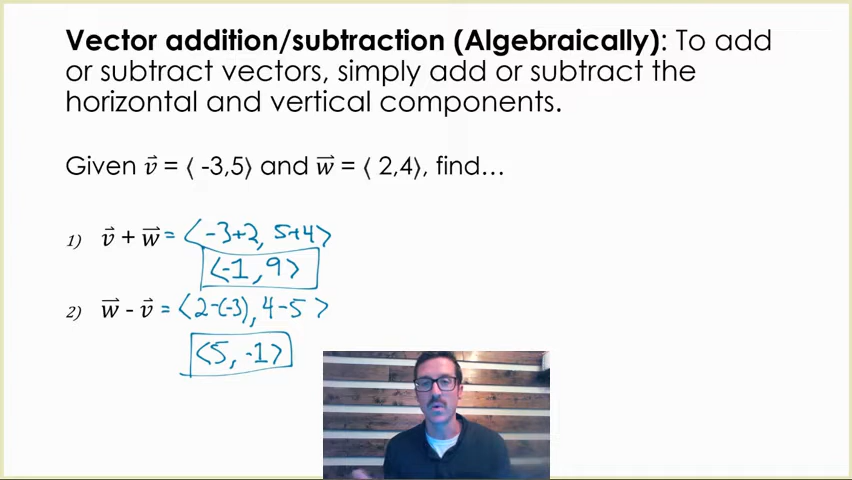 Vector addition/subtraction (Algebraically): To add
or subtract vectors, simply add or subtract the
horizontal and vertical components.
Given v⃗ = ⟨ -3,5⟩ and w⃗ = ⟨ 2,4⟩, find…
1) v⃗ + w⃗ = ⟨-3+2, 5+4⟩
⟨-1, 9⟩
2) w⃗ - v⃗ = ⟨2-(-3), 4-5⟩
⟨5, -1⟩